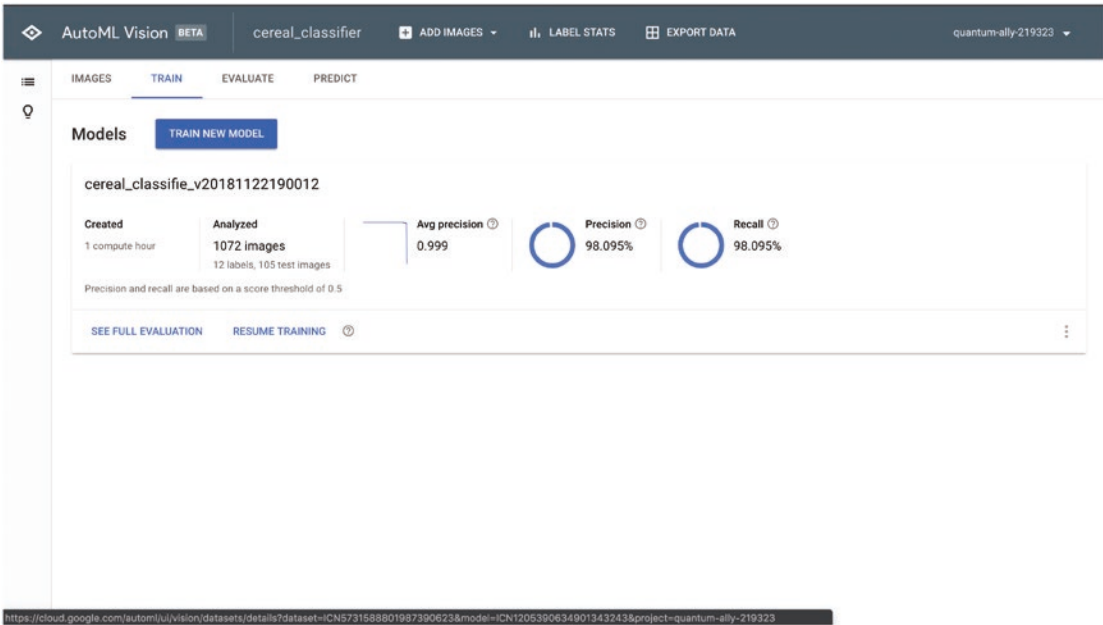 AutoML Vision BETA cereal_classifier ADD IMAGES LABEL STATS EXPORT DATA quantum-ally-219323
IMAGES TRAIN EVALUATE PREDICT
Models TRAIN NEW MODEL
cereal_classifie_v20181122190012
Created Analyzed Avg precision Precision Recall
1 compute hour 1072 images 0.999 98.095% 98.095%
12 labels, 105 test images
Precision and recall are based on a score threshold of 0.5
SEE FULL EVALUATION RESUME TRAINING
https://cloud.google.com/automl/ui/vision/datasets/details?dataset=ICN5731588801987390623&model=ICN1205390634901343243&project=quantum-ally-219323